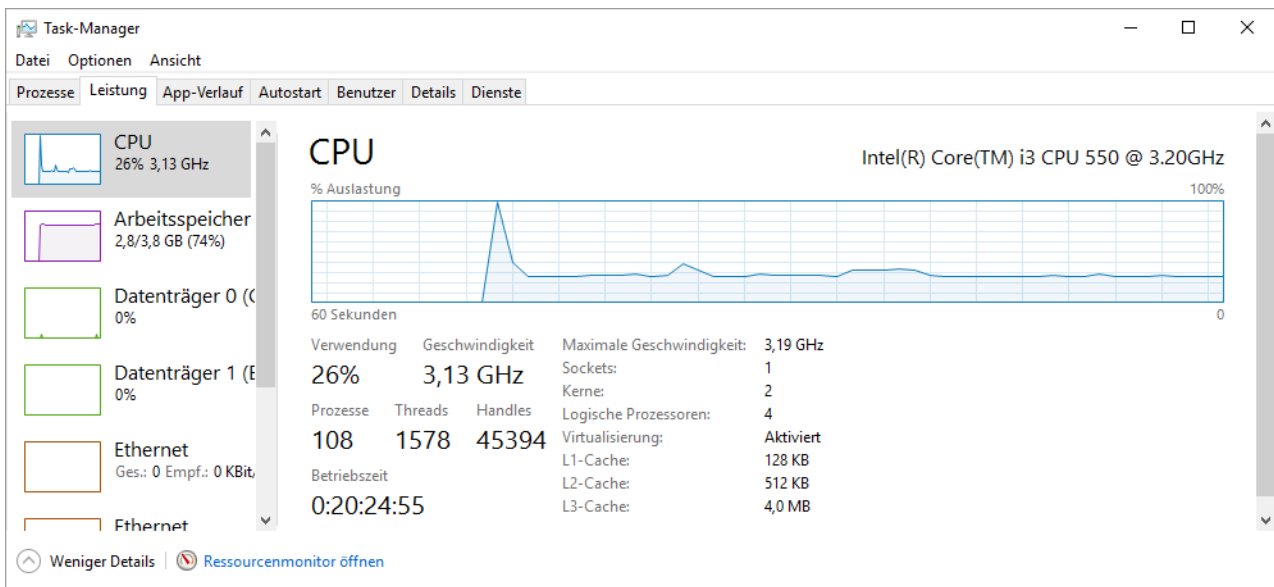 Task-Manager
Datei Optionen Ansicht
Prozesse Leistung App-Verlauf Autostart Benutzer Details Dienste
CPU
26% 3,13 GHz
Arbeitsspeicher
2,8/3,8 GB (74%)
Datenträger 0 (C
0%
Datenträger 1 (E
0%
Ethernet
Ges.: 0 Empf.: 0 KBit/
Ethernet
CPU
Intel(R) Core(TM) i3 CPU 550 @ 3.20GHz
% Auslastung 100%
60 Sekunden 0
Verwendung Geschwindigkeit
26% 3,13 GHz
Prozesse Threads Handles
108 1578 45394
Betriebszeit
0:20:24:55
Maximale Geschwindigkeit: 3,19 GHz
Sockets: 1
Kerne: 2
Logische Prozessoren: 4
Virtualisierung: Aktiviert
L1-Cache: 128 KB
L2-Cache: 512 KB
L3-Cache: 4,0 MB
Weniger Details Ressourcenmonitor öffnen